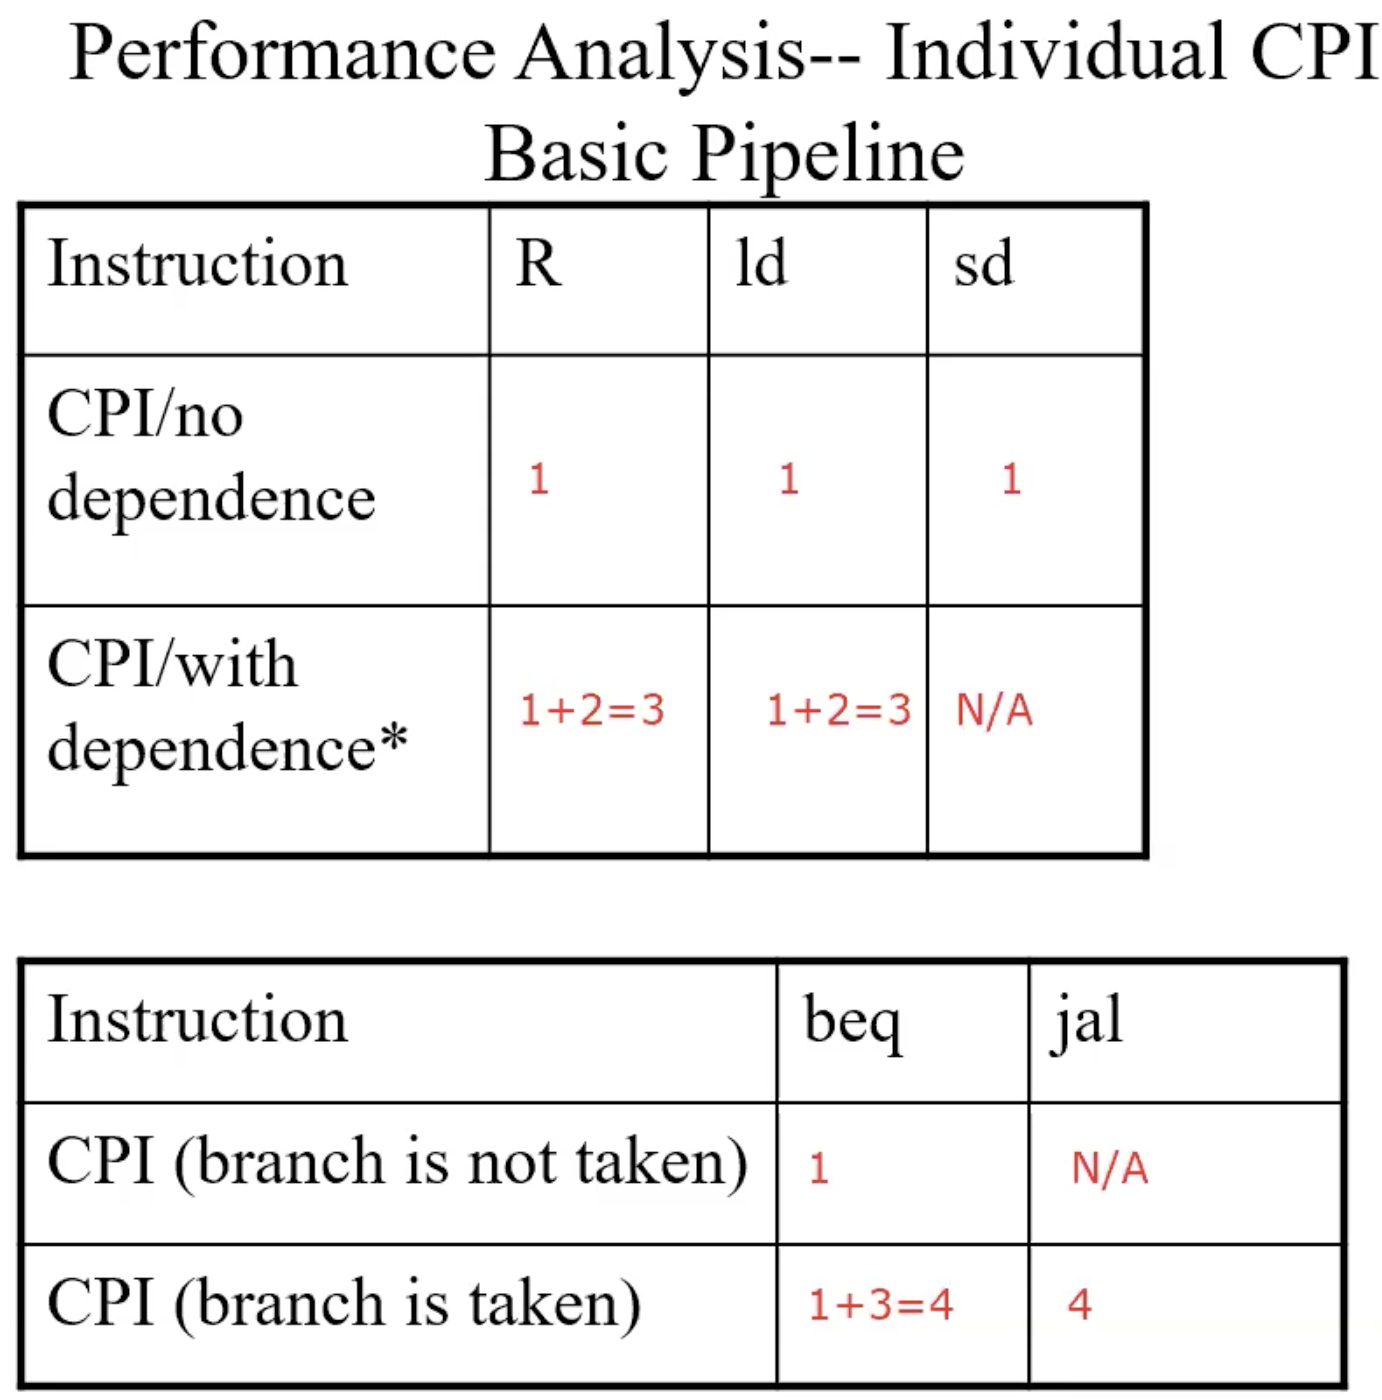 Performance Analysis-- Individual CPI
Basic Pipeline
Instruction R ld sd
CPI/no
dependence
1 1 1
CPI/with
dependence*
1+2=3 1+2=3 N/A
Instruction beq jal
CPI (branch is not taken) 1 N/A
CPI (branch is taken) 1+3=4 4